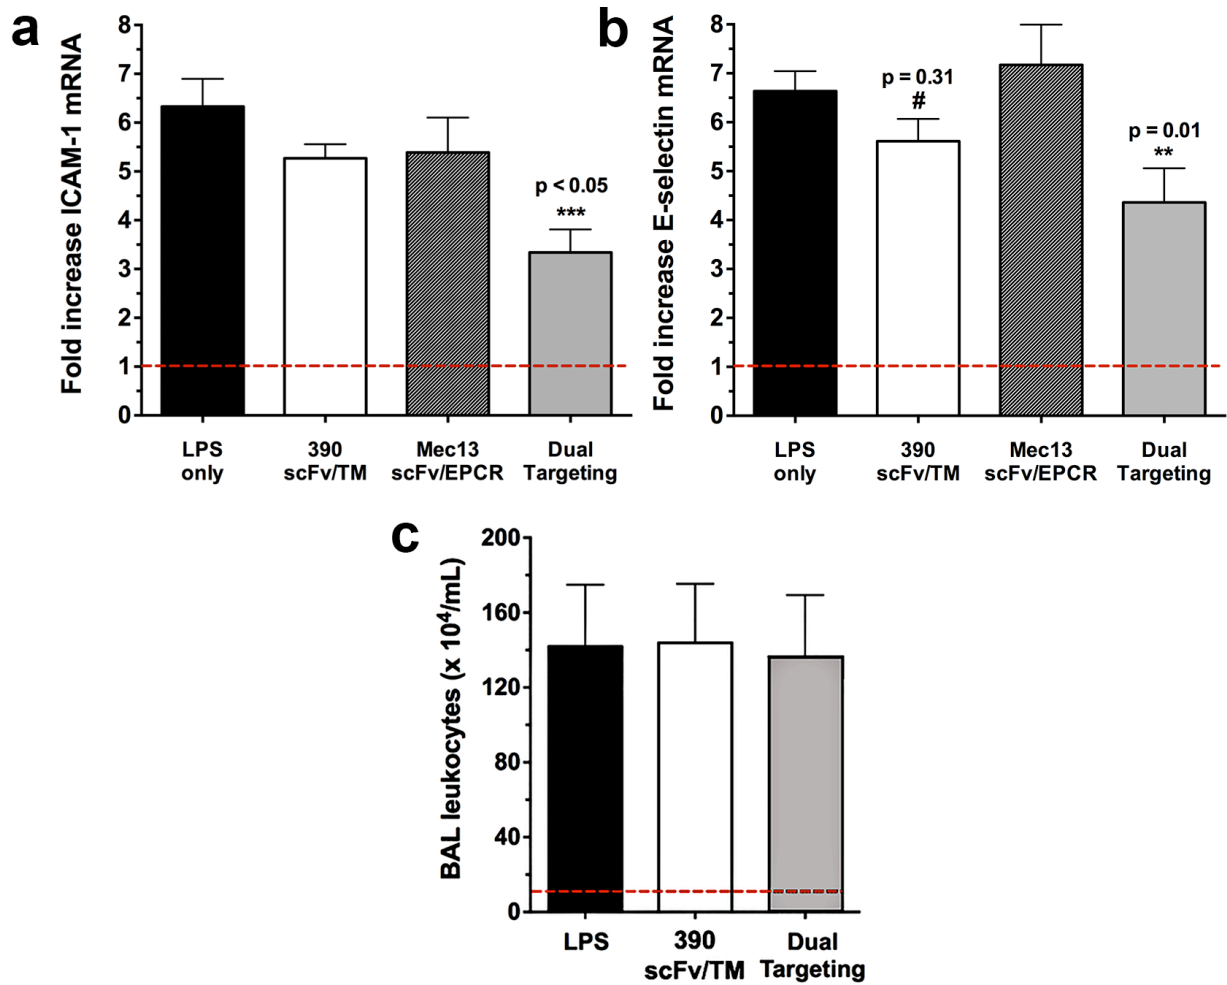 a
Fold increase ICAM-1 mRNA
8
7
6
5
4
3
2
1
0
p < 0.05
***
LPS
only
390
scFv/TM
Mec13
scFv/EPCR
Dual
Targeting
b
Fold increase E-selectin mRNA
8
7
6
5
4
3
2
1
0
p = 0.31
#
p = 0.01
**
LPS
only
390
scFv/TM
Mec13
scFv/EPCR
Dual
Targeting
c
BAL leukocytes (x 10⁴/mL)
200
160
120
80
40
0
LPS
390
scFv/TM
Dual
Targeting